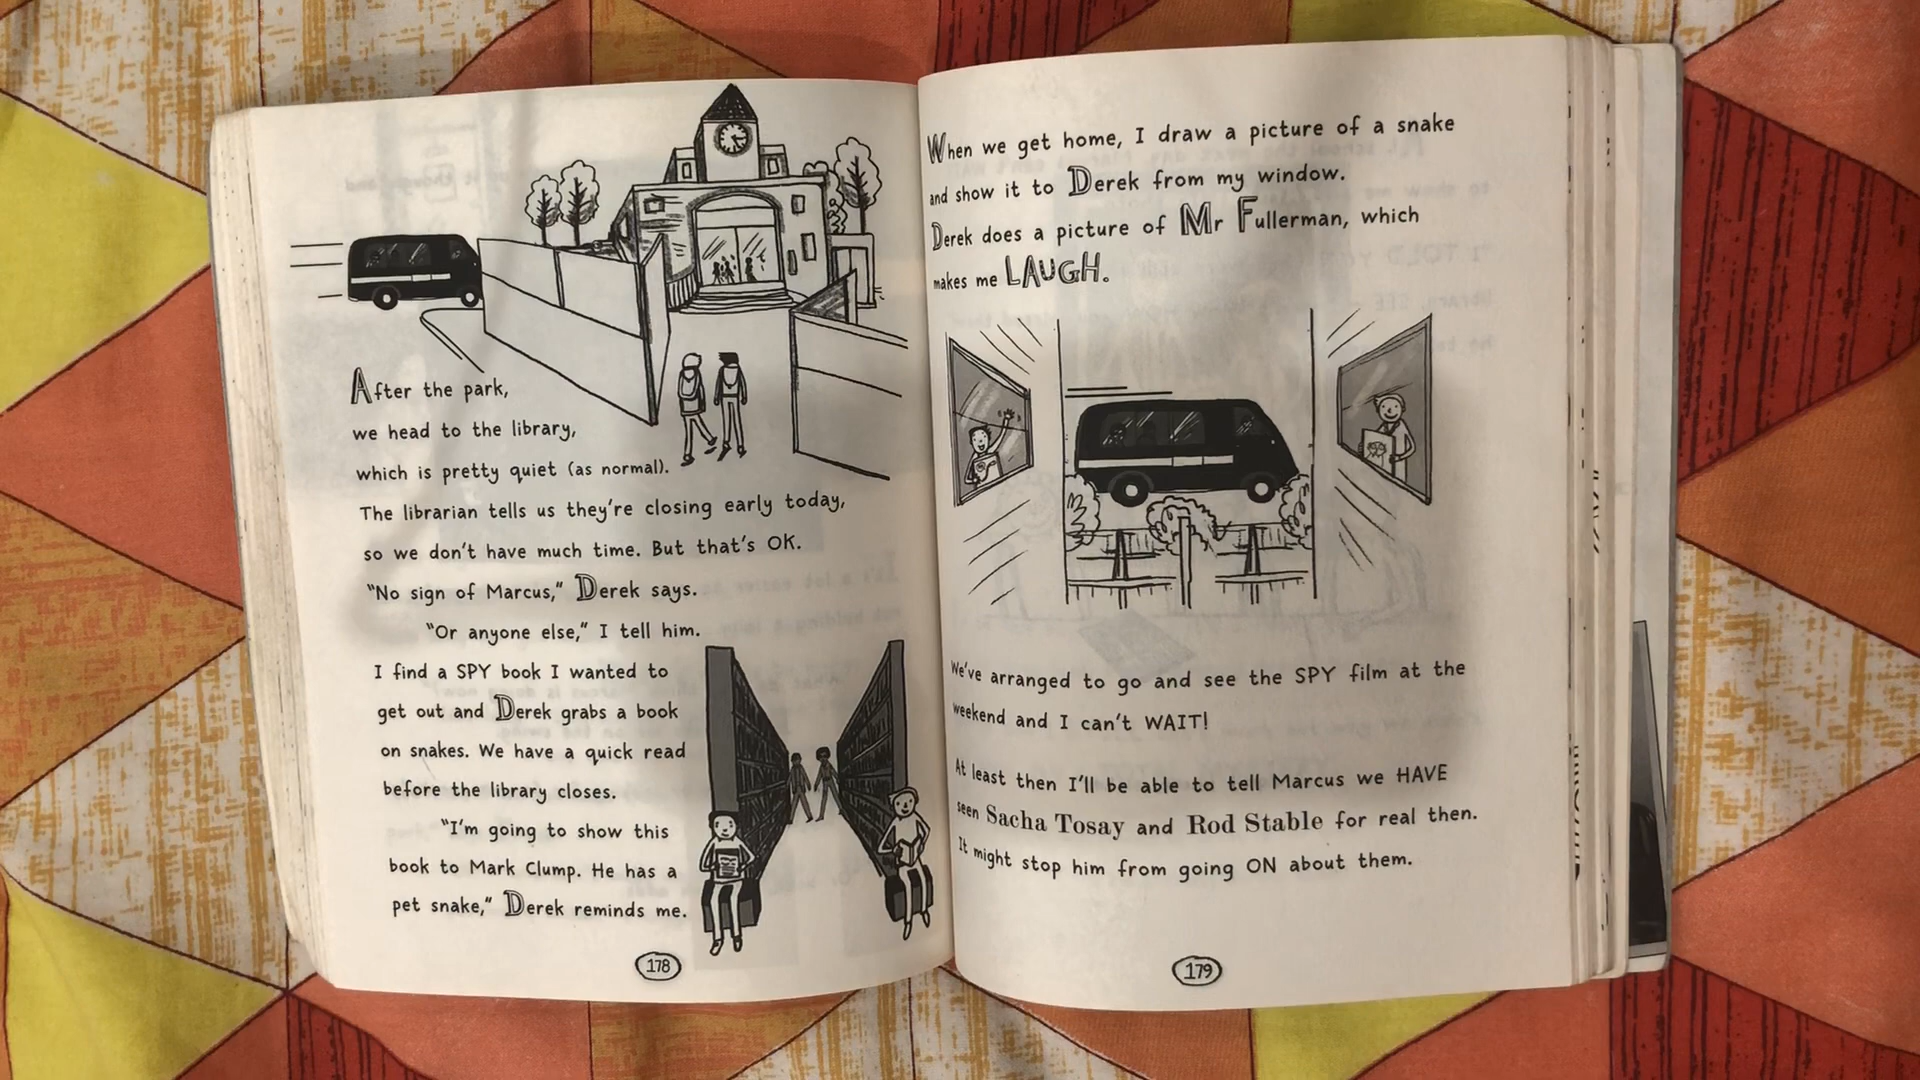 After the park,
we head to the library,
which is pretty quiet (as normal).
The librarian tells us they're closing early today,
so we don't have much time. But that's OK.
"No sign of Marcus," Derek says.
"Or anyone else," I tell him.
I find a SPY book I wanted to
get out and Derek grabs a book
on snakes. We have a quick read
before the library closes.
"I'm going to show this
book to Mark Clump. He has a
pet snake," Derek reminds me.
178
When we get home, I draw a picture of a snake
and show it to Derek from my window.
Derek does a picture of Mr Fullerman, which
makes me LAUGH.
We've arranged to go and see the SPY film at the
weekend and I can't WAIT!
At least then I'll be able to tell Marcus we HAVE
seen Sacha Tosay and Rod Stable for real then.
It might stop him from going ON about them.
179